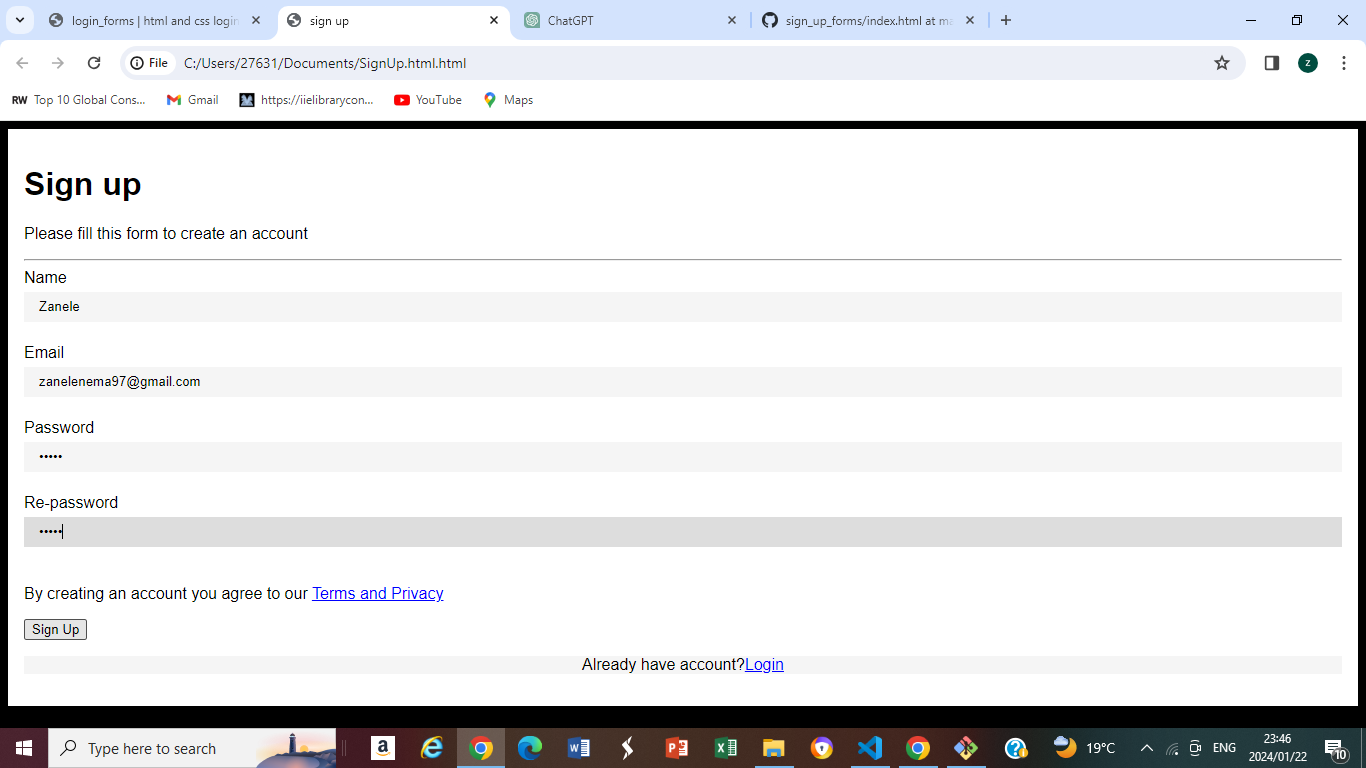 login_forms | html and css login
sign up
ChatGPT
sign_up_forms/index.html at ma
File
C:/Users/27631/Documents/SignUp.html.html
z
RW Top 10 Global Cons...
Gmail
https://iielibrarycon...
YouTube
Maps
Sign up
Please fill this form to create an account
Name
Zanele
Email
zanelenema97@gmail.com
Password
•••••
Re-password
•••••
By creating an account you agree to our Terms and Privacy
Sign Up
Already have account?Login
Type here to search
19°C
ENG
23:46
2024/01/22
10